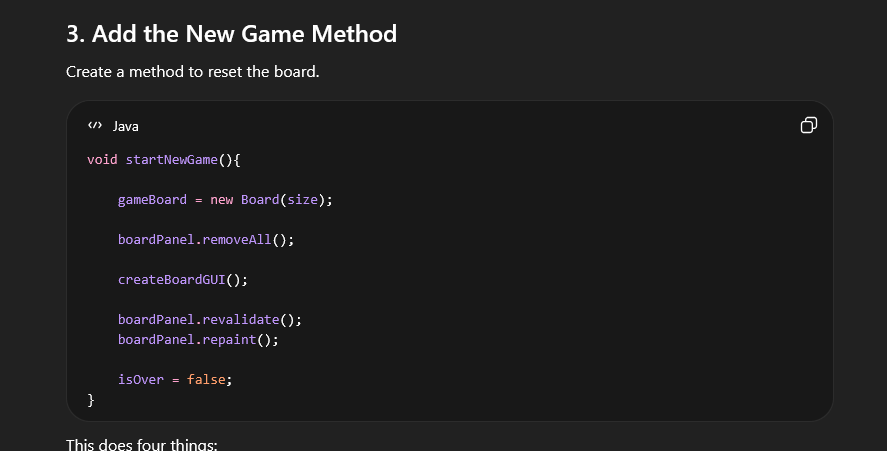 3. Add the New Game Method
Create a method to reset the board.
Java
void startNewGame(){
gameBoard = new Board(size);
boardPanel.removeAll();
createBoardGUI();
boardPanel.revalidate();
boardPanel.repaint();
isOver = false;
}
This does four things: